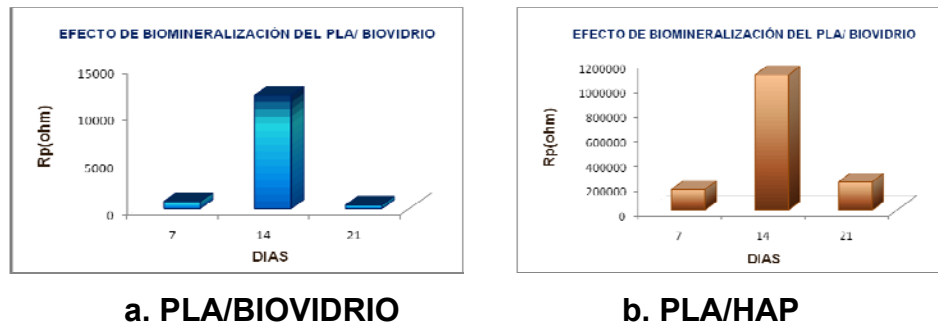 EFECTO DE BIOMINERALIZACIÓN DEL PLA/ BIOVIDRIO
15000
10000
5000
0
Rp(ohm)
7 14 21
DIAS
a. PLA/BIOVIDRIO
EFECTO DE BIOMINERALIZACIÓN DEL PLA/ BIOVIDRIO
1200000
1000000
800000
600000
400000
200000
0
Rp(ohm)
7 14 21
DIAS
b. PLA/HAP